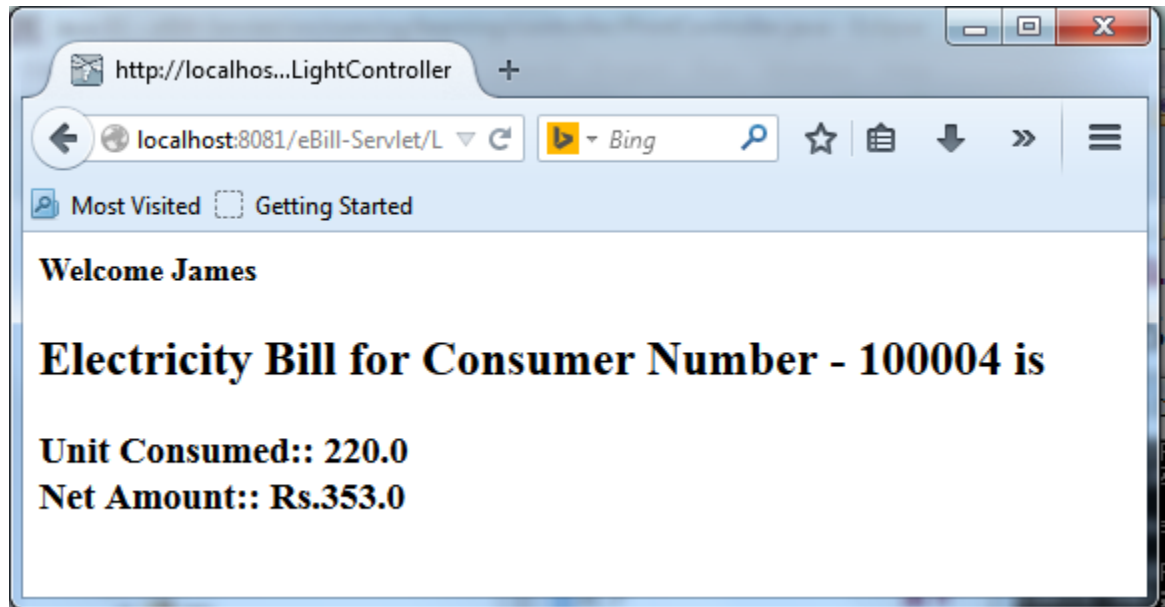 http://localhos...LightController
localhost:8081/eBill-Servlet/L
Bing
Most Visited
Getting Started
Welcome James
Electricity Bill for Consumer Number - 100004 is
Unit Consumed:: 220.0
Net Amount:: Rs.353.0